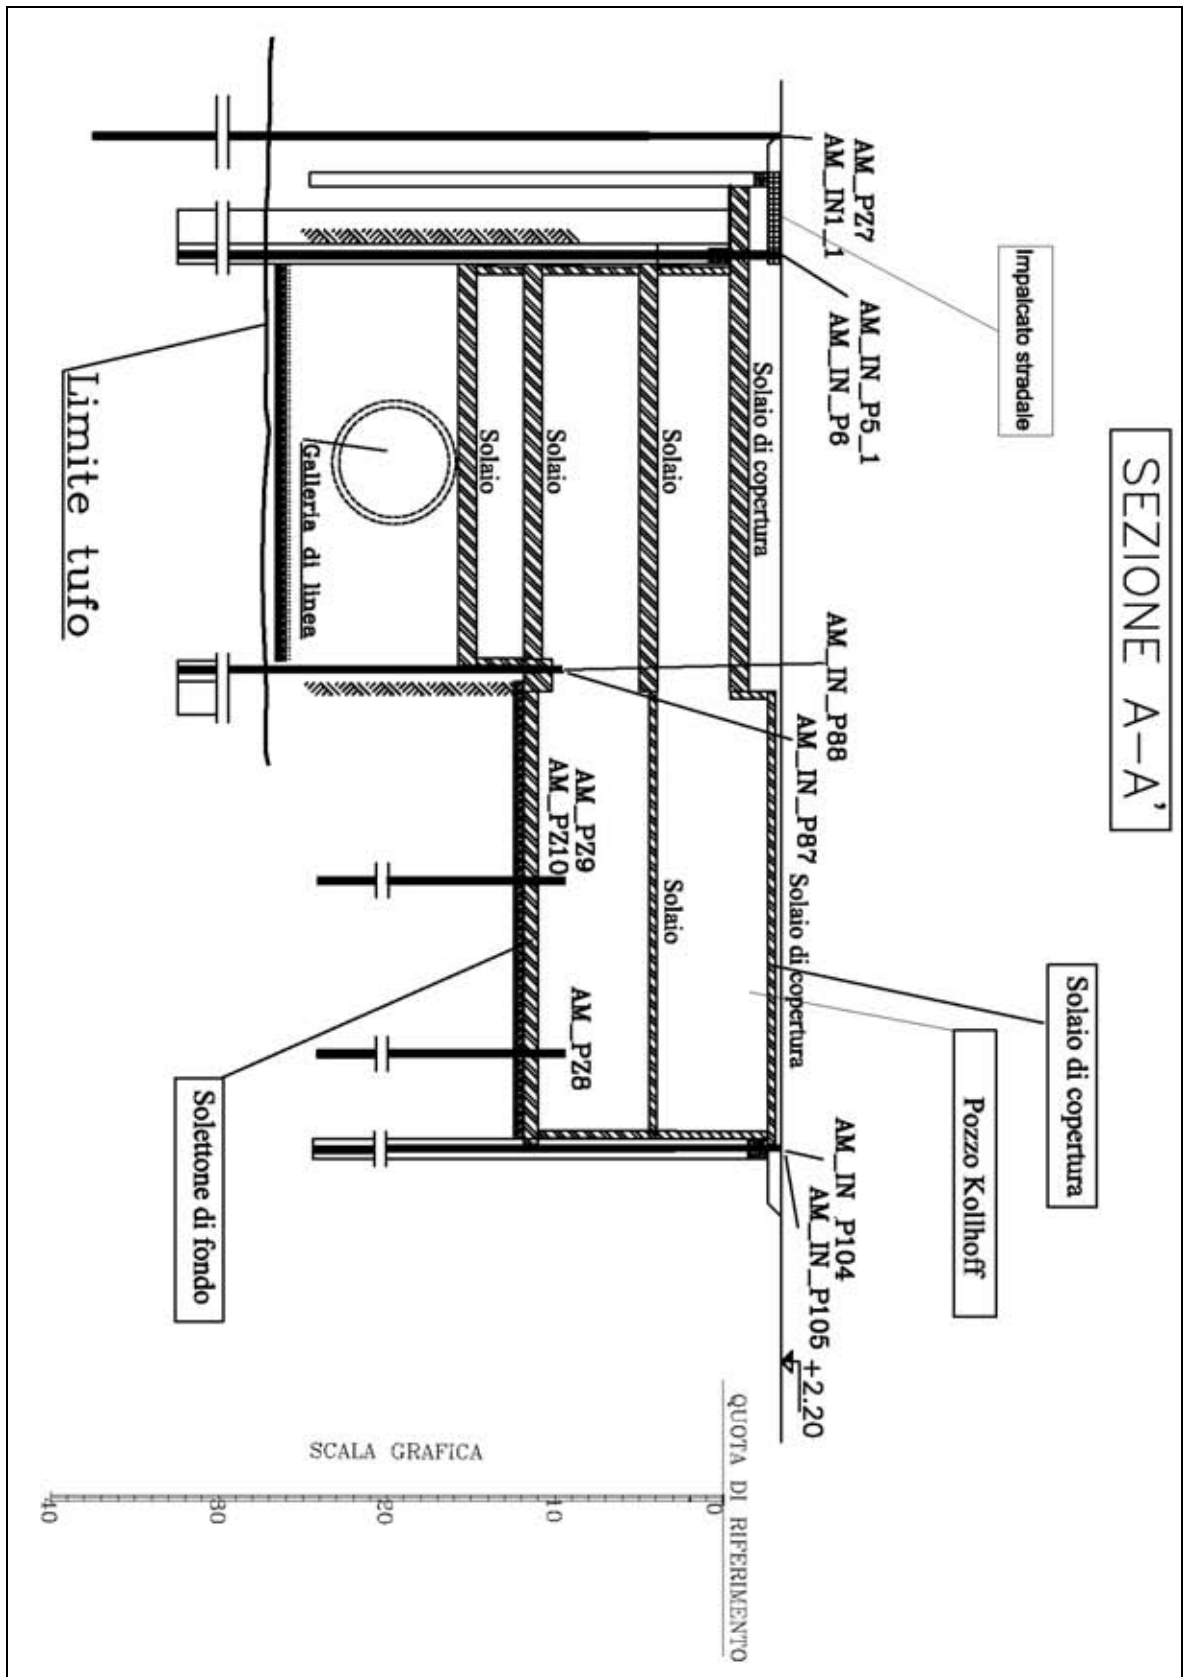 SEZIONE A-A'
Impalcato stradale
Solaio di copertura
Pozzo Kollhoff
AM_PZ7
AM_IN1_1
AM_IN_P5_1
AM_IN_P6
AM_IN_P88
AM_IN_P87
AM_IN_P104
AM_IN_P105
+2.20
Solaio di copertura
Solaio di copertura
Solaio
Solaio
Solaio
Solaio
AM_PZ9
AM_PZ10
AM_PZ8
Galleria di linea
Limite tufo
Solettone di fondo
QUOTA DI RIFERIMENTO
SCALA GRAFICA
0
10
20
30
40